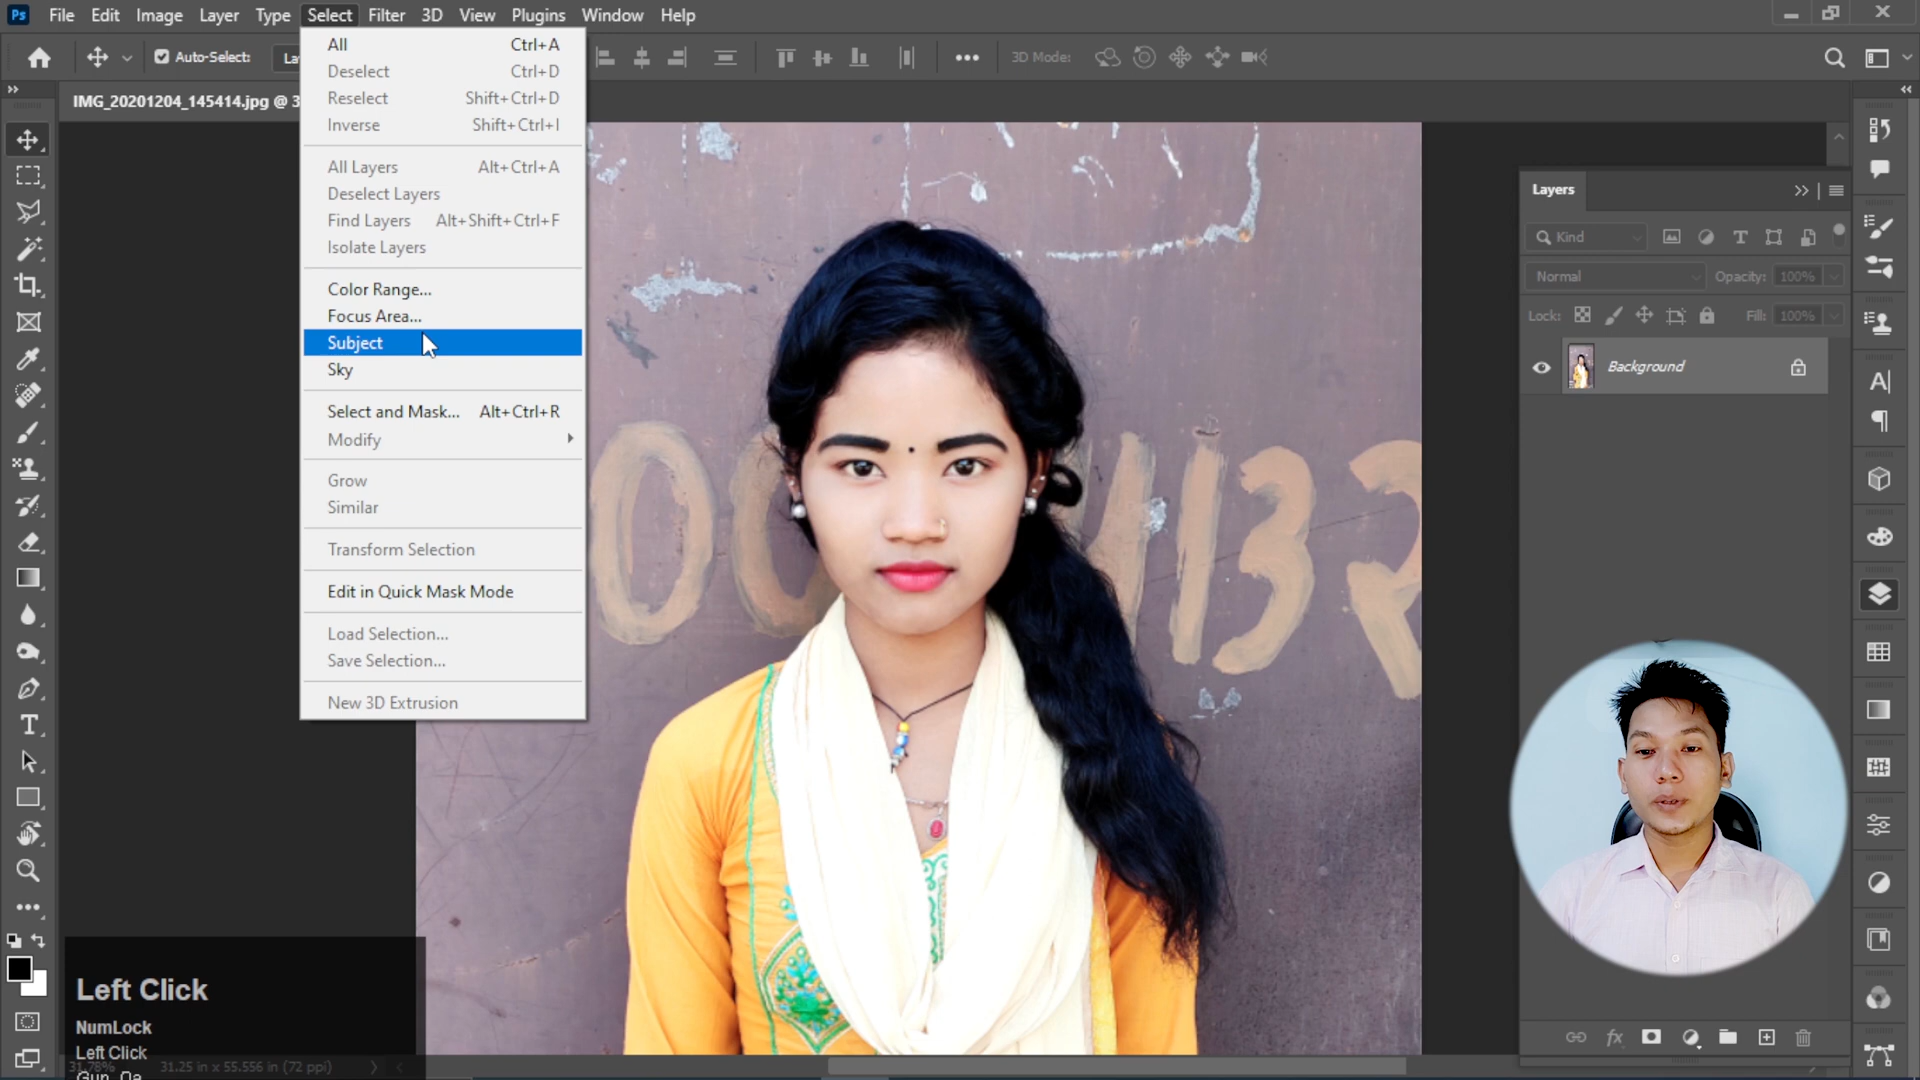 Ps File Edit Image Layer Type Select Filter 3D View Plugins Window Help
Auto-Select: 3D Mode:
IMG_20201204_145414.jpg @ 3
All Ctrl+A
Deselect Ctrl+D
Reselect Shift+Ctrl+D
Inverse Shift+Ctrl+I
All Layers Alt+Ctrl+A
Deselect Layers
Find Layers Alt+Shift+Ctrl+F
Isolate Layers
Color Range...
Focus Area...
Subject
Sky
Select and Mask... Alt+Ctrl+R
Modify
Grow
Similar
Transform Selection
Edit in Quick Mask Mode
Load Selection...
Save Selection...
New 3D Extrusion
Layers
Kind
Normal Opacity: 100%
Lock: Fill: 100%
Background
Left Click
NumLock
Left Click
31.78% 31.25 in x 55.556 in (72 ppi)